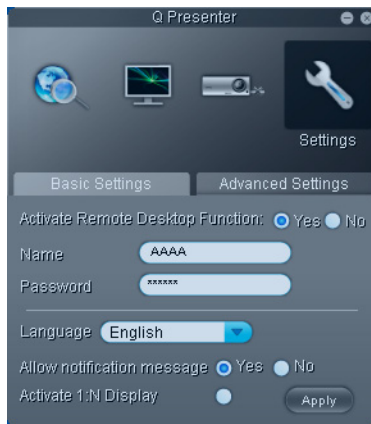 Q Presenter
Settings
Basic Settings Advanced Settings
Activate Remote Desktop Function: Yes No
Name AAAA
Password ******
Language English
Allow notification message Yes No
Activate 1:N Display Apply